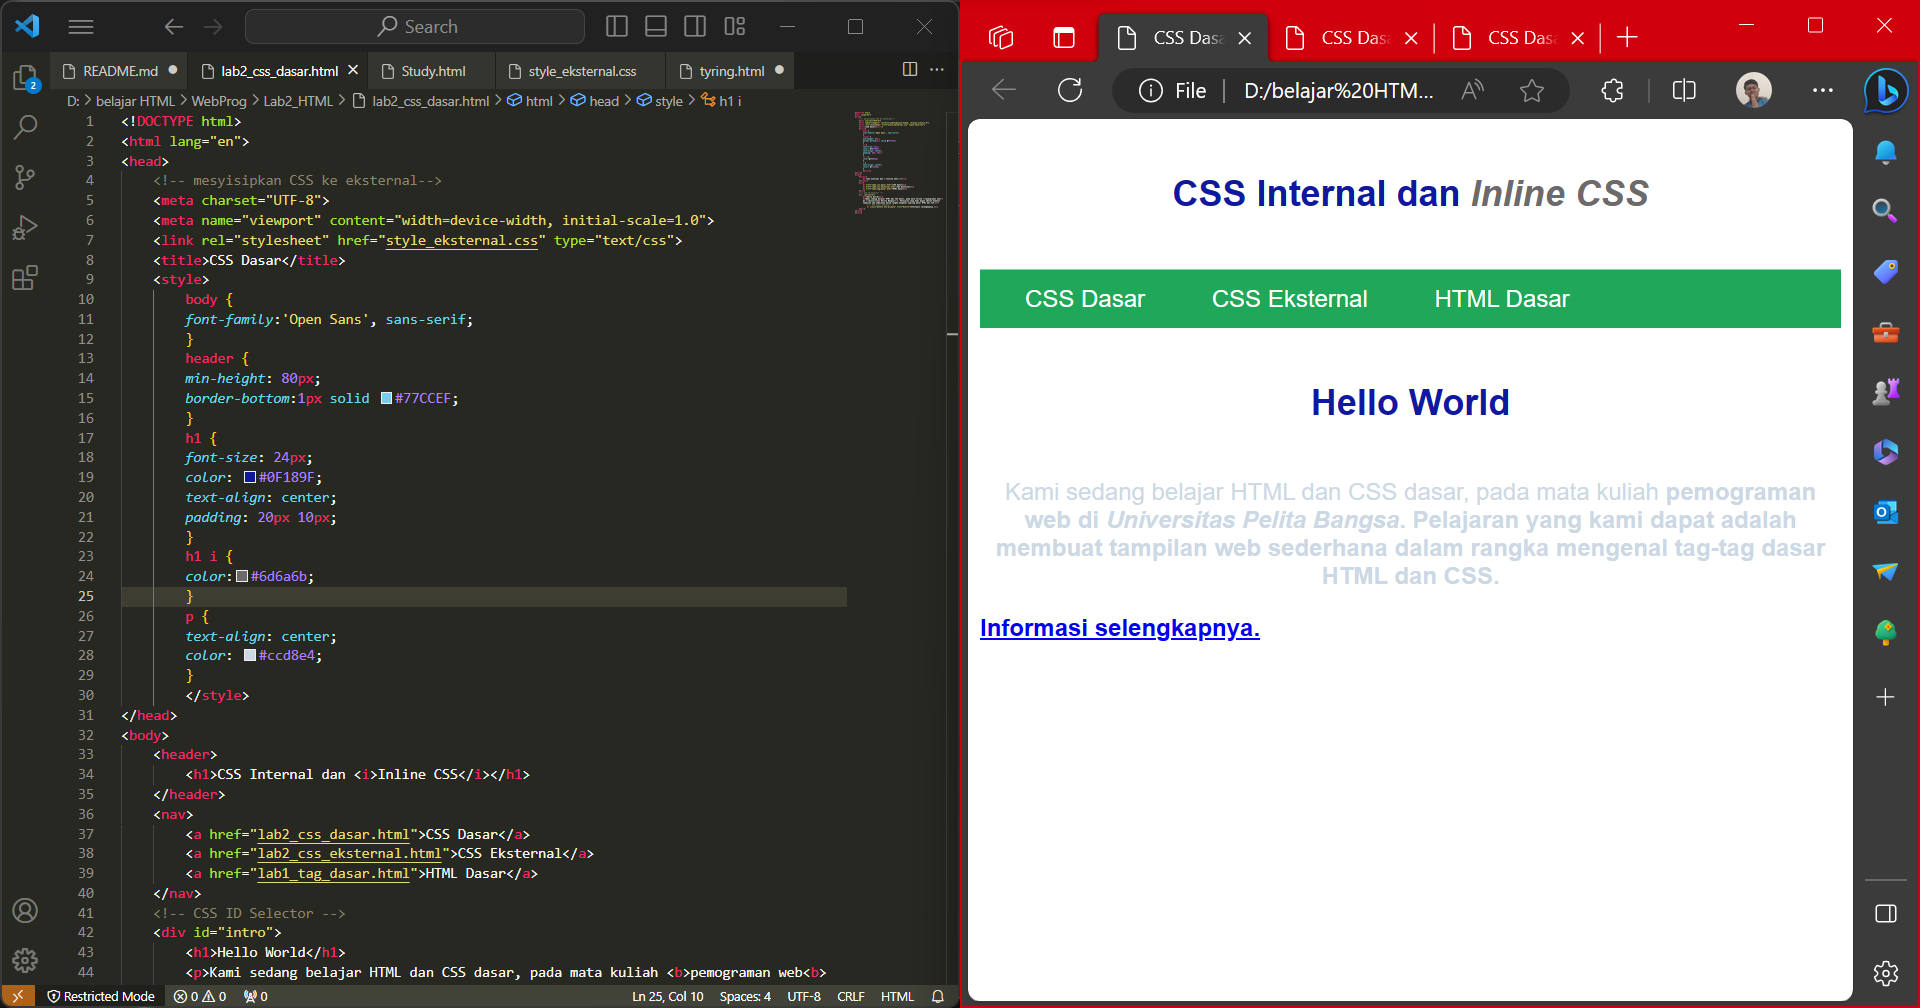 Search
README.md
lab2_css_dasar.html
Study.html
style_eksternal.css
tyring.html
D: > belajar HTML > WebProg > Lab2_HTML > lab2_css_dasar.html > html > head > style > h1 i
2
1 <!DOCTYPE html>
2 <html lang="en">
3 <head>
4 <!-- mesyisipkan CSS ke eksternal-->
5 <meta charset="UTF-8">
6 <meta name="viewport" content="width=device-width, initial-scale=1.0">
7 <link rel="stylesheet" href="style_eksternal.css" type="text/css">
8 <title>CSS Dasar</title>
9 <style>
10 body {
11 font-family:'Open Sans', sans-serif;
12 }
13 header {
14 min-height: 80px;
15 border-bottom:1px solid #77CCEF;
16 }
17 h1 {
18 font-size: 24px;
19 color: #0F189F;
20 text-align: center;
21 padding: 20px 10px;
22 }
23 h1 i {
24 color:#6d6a6b;
25 }
26 p {
27 text-align: center;
28 color: #ccd8e4;
29 }
30 </style>
31 </head>
32 <body>
33 <header>
34 <h1>CSS Internal dan <i>Inline CSS</i></h1>
35 </header>
36 <nav>
37 <a href="lab2_css_dasar.html">CSS Dasar</a>
38 <a href="lab2_css_eksternal.html">CSS Eksternal</a>
39 <a href="lab1_tag_dasar.html">HTML Dasar</a>
40 </nav>
41 <!-- CSS ID Selector -->
42 <div id="intro">
43 <h1>Hello World</h1>
44 <p>Kami sedang belajar HTML dan CSS dasar, pada mata kuliah <b>pemograman web<b>
Restricted Mode 0 0 0 Ln 25, Col 10 Spaces: 4 UTF-8 CRLF HTML
CSS Das
CSS Das
CSS Das
File D:/belajar%20HTM...
CSS Internal dan Inline CSS
CSS Dasar CSS Eksternal HTML Dasar
Hello World
Kami sedang belajar HTML dan CSS dasar, pada mata kuliah pemograman
web di Universitas Pelita Bangsa. Pelajaran yang kami dapat adalah
membuat tampilan web sederhana dalam rangka mengenal tag-tag dasar
HTML dan CSS.
Informasi selengkapnya.